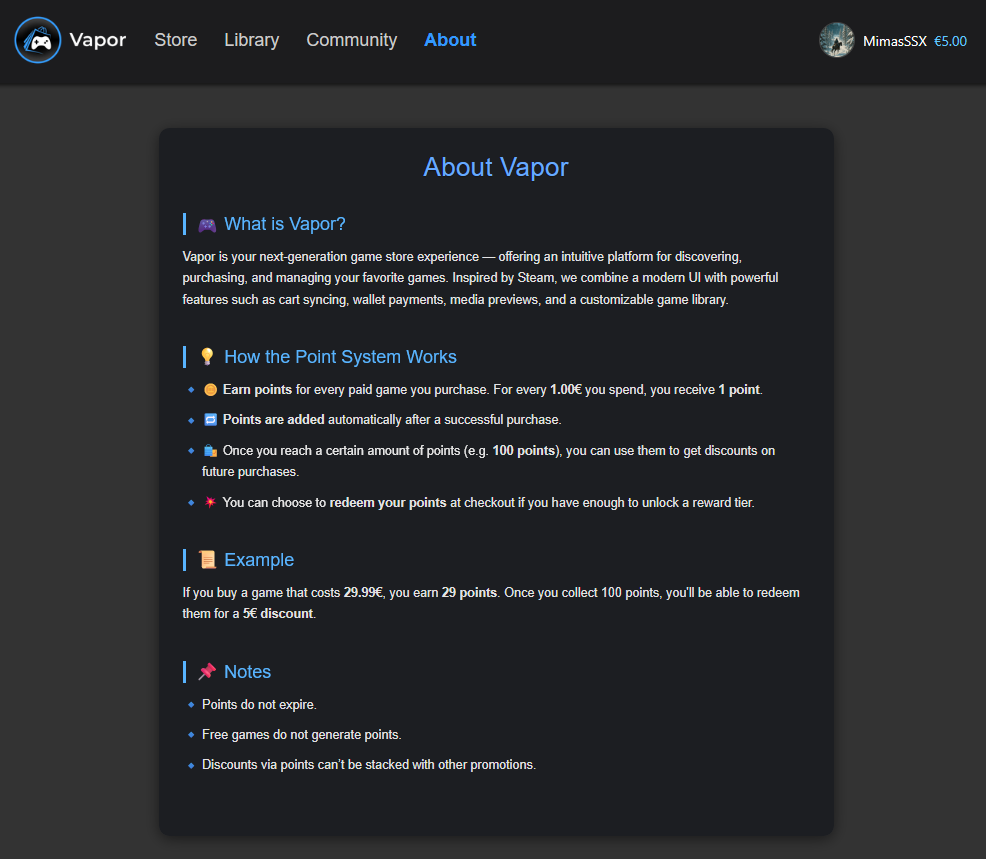 Vapor Store Library Community About MimasSSX €5.00
About Vapor
🎮 What is Vapor?
Vapor is your next-generation game store experience — offering an intuitive platform for discovering,
purchasing, and managing your favorite games. Inspired by Steam, we combine a modern UI with powerful
features such as cart syncing, wallet payments, media previews, and a customizable game library.
💡 How the Point System Works
🔹 🪙 Earn points for every paid game you purchase. For every 1.00€ you spend, you receive 1 point.
🔹 🔁 Points are added automatically after a successful purchase.
🔹 🛍️ Once you reach a certain amount of points (e.g. 100 points), you can use them to get discounts on
future purchases.
🔹 💥 You can choose to redeem your points at checkout if you have enough to unlock a reward tier.
📜 Example
If you buy a game that costs 29.99€, you earn 29 points. Once you collect 100 points, you'll be able to redeem
them for a 5€ discount.
📌 Notes
🔹 Points do not expire.
🔹 Free games do not generate points.
🔹 Discounts via points can't be stacked with other promotions.